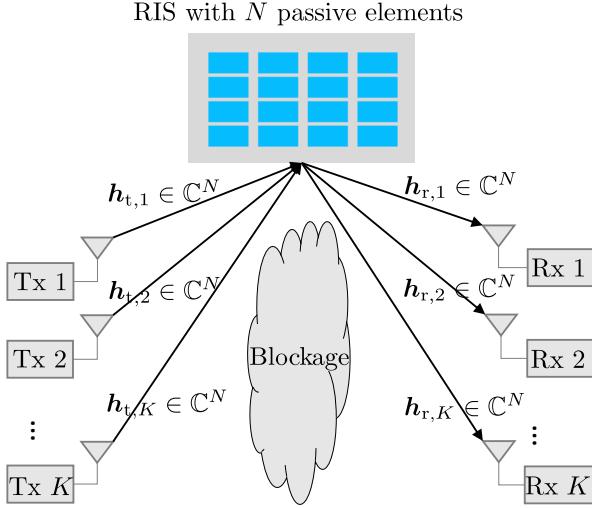 RIS with N passive elements
h_{t,1} ∈ ℂ^N
h_{r,1} ∈ ℂ^N
Tx 1
Rx 1
h_{t,2} ∈ ℂ^N
h_{r,2} ∈ ℂ^N
Tx 2
Blockage
Rx 2
h_{t,K} ∈ ℂ^N
h_{r,K} ∈ ℂ^N
⋮
⋮
Tx K
Rx K